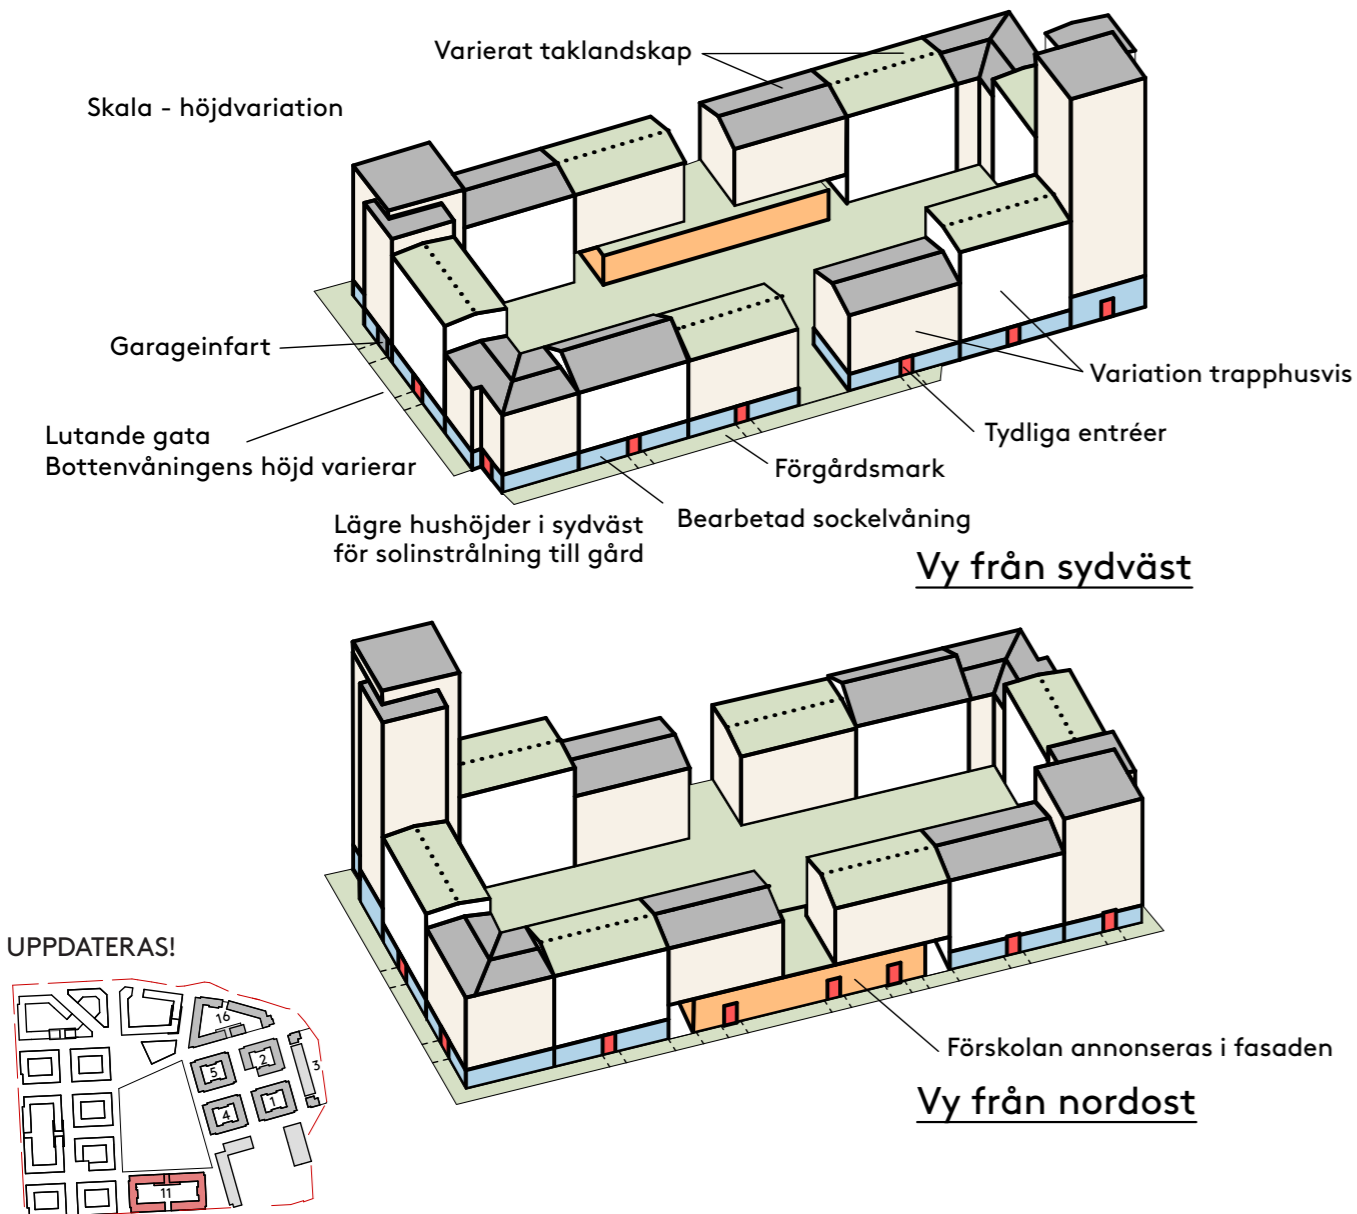 Varierat taklandskap
Skala - höjdvariation
Garageinfart
Variation trapphusvis
Lutande gata
Bottenvåningens höjd varierar
Tydliga entréer
Förgårdsmark
Lägre hushöjder i sydväst
för solinstrålning till gård
Bearbetad sockelvåning
Vy från sydväst
UPPDATERAS!
Förskolan annonseras i fasaden
Vy från nordost
16
2
3
5
1
4
11